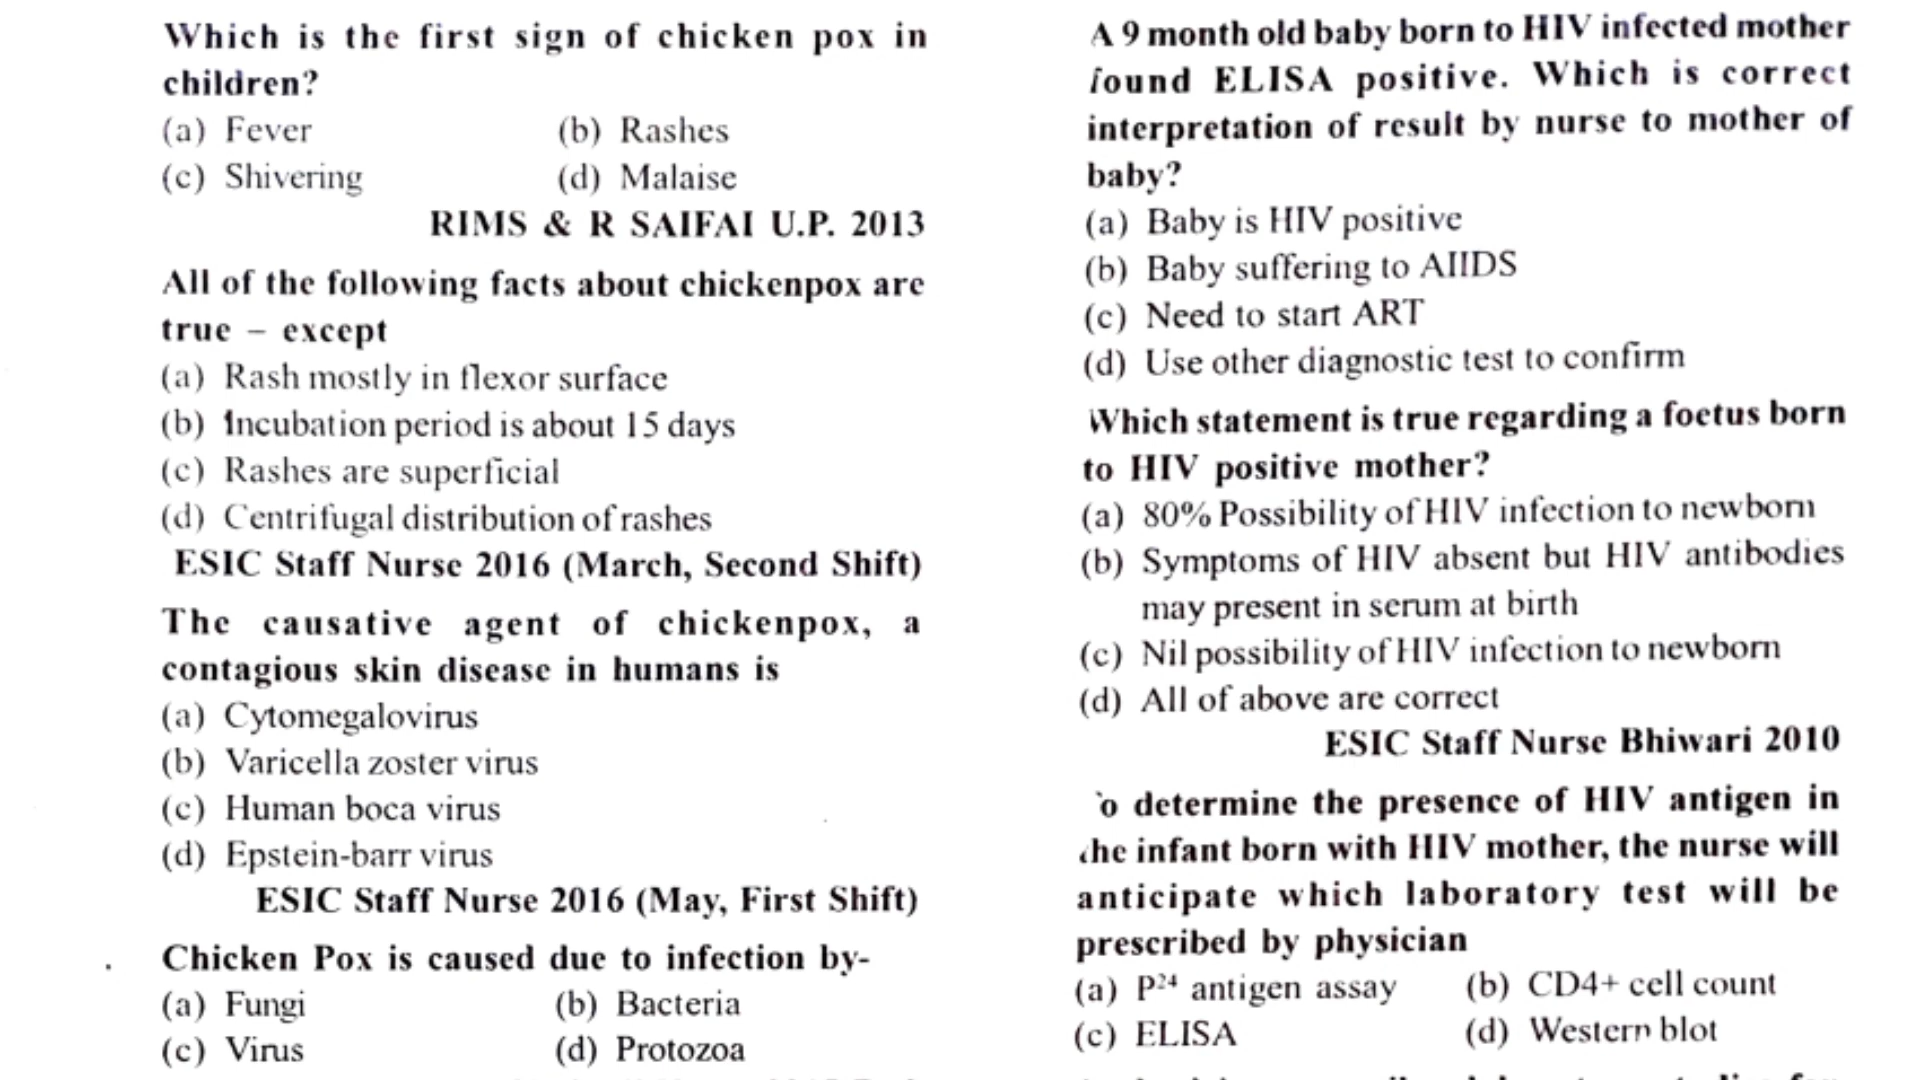 Which is the first sign of chicken pox in
children?
(a) Fever (b) Rashes
(c) Shivering (d) Malaise
RIMS & R SAIFAI U.P. 2013
All of the following facts about chickenpox are
true – except
(a) Rash mostly in flexor surface
(b) Incubation period is about 15 days
(c) Rashes are superficial
(d) Centrifugal distribution of rashes
ESIC Staff Nurse 2016 (March, Second Shift)
The causative agent of chickenpox, a
contagious skin disease in humans is
(a) Cytomegalovirus
(b) Varicella zoster virus
(c) Human boca virus
(d) Epstein-barr virus
ESIC Staff Nurse 2016 (May, First Shift)
Chicken Pox is caused due to infection by-
(a) Fungi (b) Bacteria
(c) Virus (d) Protozoa
A 9 month old baby born to HIV infected mother
found ELISA positive. Which is correct
interpretation of result by nurse to mother of
baby?
(a) Baby is HIV positive
(b) Baby suffering to AIIDS
(c) Need to start ART
(d) Use other diagnostic test to confirm
Which statement is true regarding a foetus born
to HIV positive mother?
(a) 80% Possibility of HIV infection to newborn
(b) Symptoms of HIV absent but HIV antibodies
may present in serum at birth
(c) Nil possibility of HIV infection to newborn
(d) All of above are correct
ESIC Staff Nurse Bhiwari 2010
o determine the presence of HIV antigen in
he infant born with HIV mother, the nurse will
anticipate which laboratory test will be
prescribed by physician
(a) P²⁴ antigen assay (b) CD4+ cell count
(c) ELISA (d) Western blot